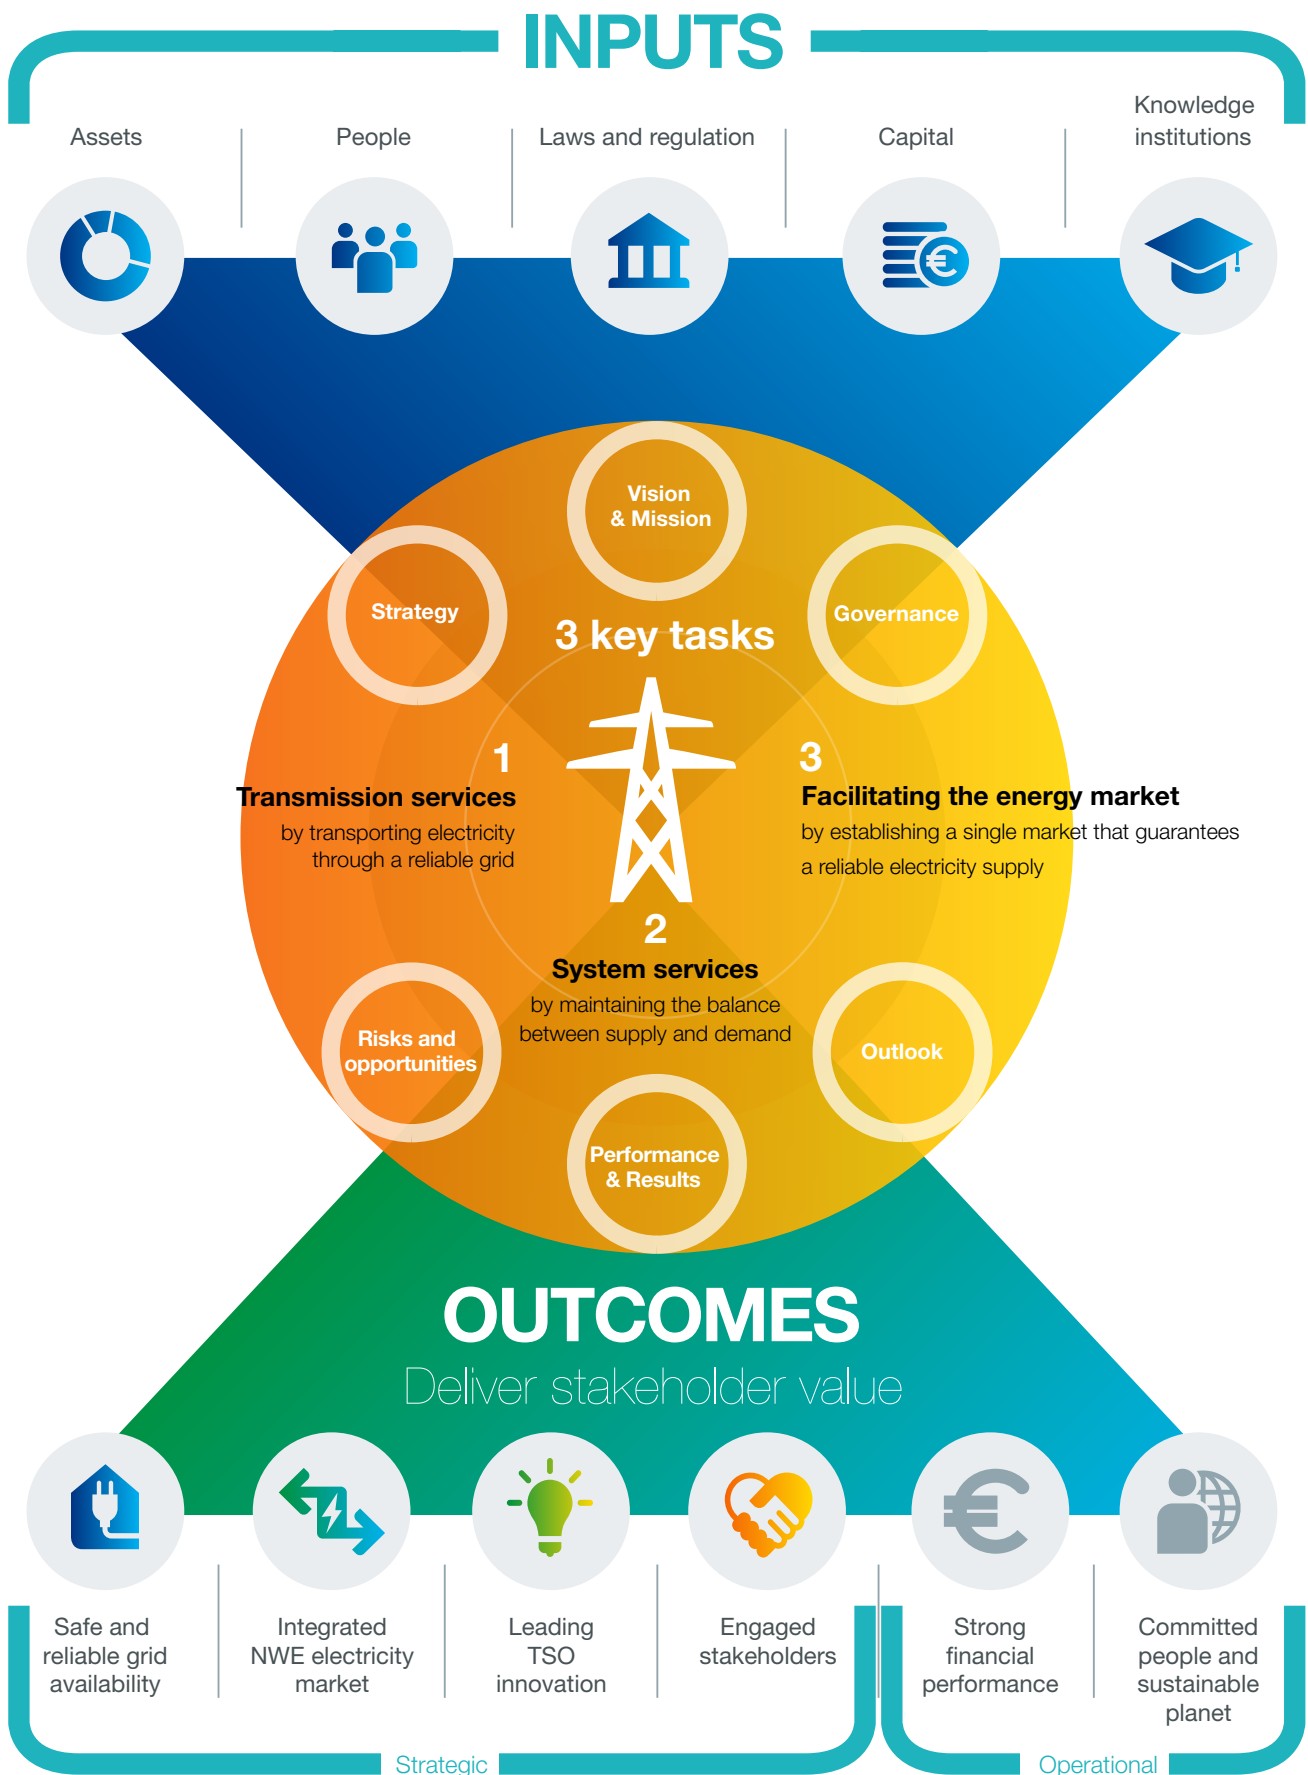 INPUTS
Assets
People
Laws and regulation
Capital
Knowledge
institutions
Vision
& Mission
Strategy
Governance
3 key tasks
1
Transmission services
by transporting electricity
through a reliable grid
3
Facilitating the energy market
by establishing a single market that guarantees
a reliable electricity supply
2
System services
by maintaining the balance
between supply and demand
Risks and
opportunities
Outlook
Performance
& Results
OUTCOMES
Deliver stakeholder value
Safe and
reliable grid
availability
Integrated
NWE electricity
market
Leading
TSO
innovation
Engaged
stakeholders
Strong
financial
performance
Committed
people and
sustainable
planet
Strategic
Operational